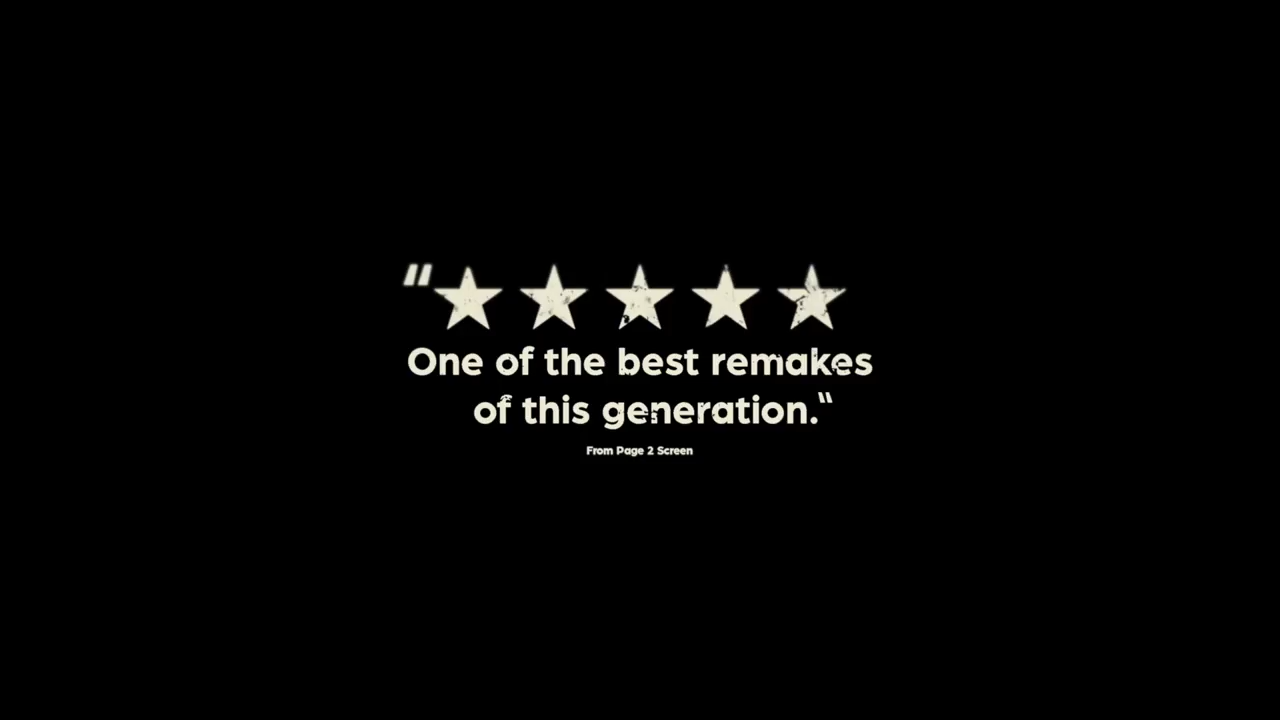 "★★★★★
One of the best remakes
of this generation."
From Page 2 Screen